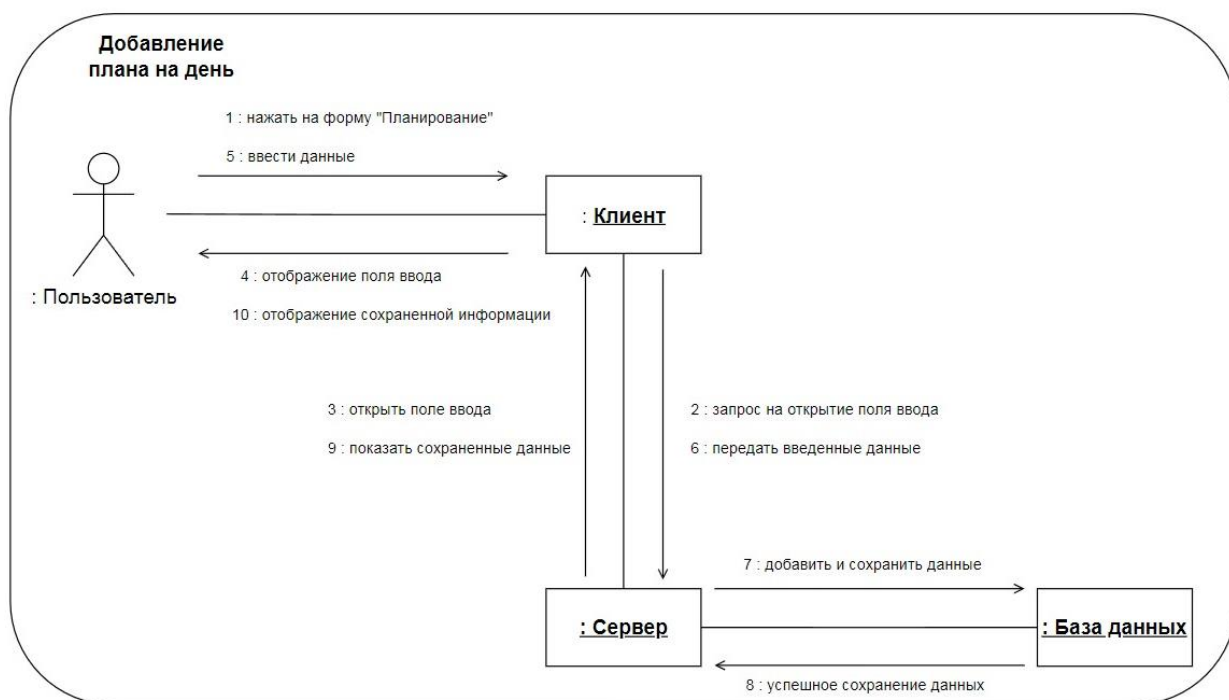 Добавление
плана на день
1 : нажать на форму "Планирование"
5 : ввести данные
: Клиент
: Пользователь
4 : отображение поля ввода
10 : отображение сохраненной информации
3 : открыть поле ввода
9 : показать сохраненные данные
2 : запрос на открытие поля ввода
6 : передать введенные данные
7 : добавить и сохранить данные
: Сервер
: База данных
8 : успешное сохранение данных